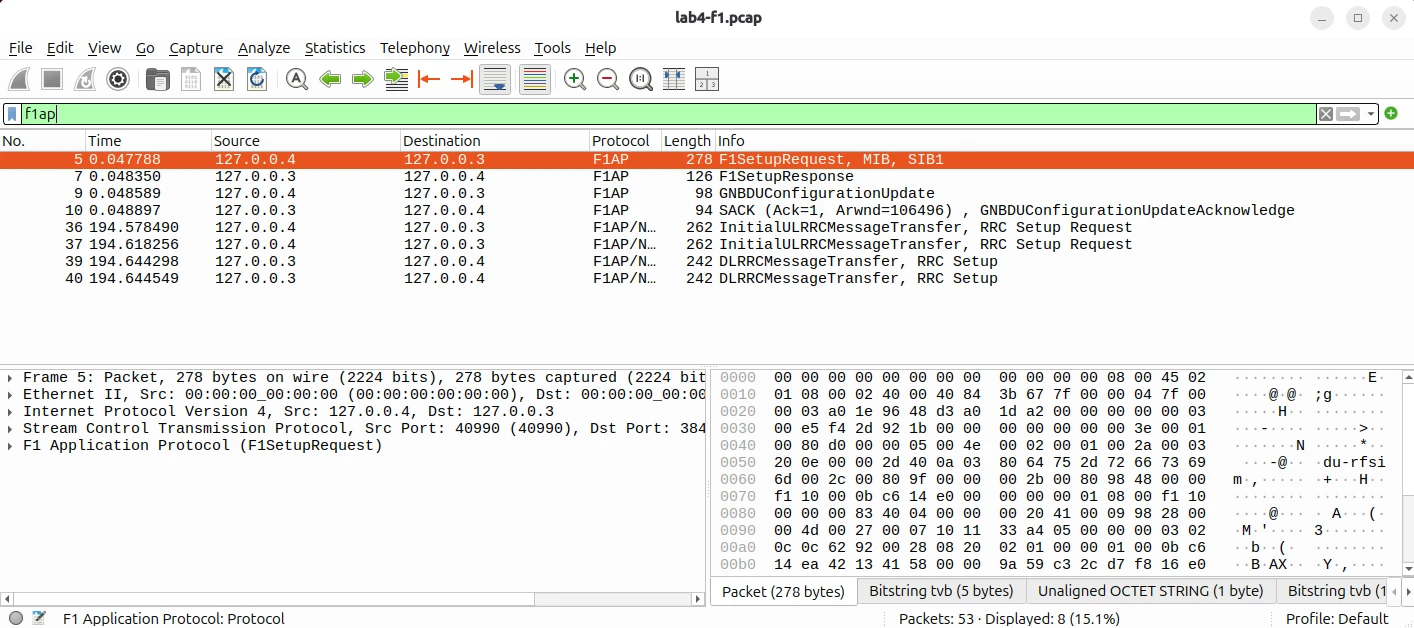 lab4-f1.pcap
File Edit View Go Capture Analyze Statistics Telephony Wireless Tools Help
f1ap
No. Time Source Destination Protocol Length Info
5 0.047788 127.0.0.4 127.0.0.3 F1AP 278 F1SetupRequest, MIB, SIB1
7 0.048350 127.0.0.3 127.0.0.4 F1AP 126 F1SetupResponse
9 0.048589 127.0.0.4 127.0.0.3 F1AP 98 GNBDUConfigurationUpdate
10 0.048897 127.0.0.3 127.0.0.4 F1AP 94 SACK (Ack=1, Arwnd=106496) , GNBDUConfigurationUpdateAcknowledge
36 194.578490 127.0.0.4 127.0.0.3 F1AP/N… 262 InitialULRRCMessageTransfer, RRC Setup Request
37 194.618256 127.0.0.4 127.0.0.3 F1AP/N… 262 InitialULRRCMessageTransfer, RRC Setup Request
39 194.644298 127.0.0.3 127.0.0.4 F1AP/N… 242 DLRRCMessageTransfer, RRC Setup
40 194.644549 127.0.0.3 127.0.0.4 F1AP/N… 242 DLRRCMessageTransfer, RRC Setup
Frame 5: Packet, 278 bytes on wire (2224 bits), 278 bytes captured (2224 bit
Ethernet II, Src: 00:00:00_00:00:00 (00:00:00:00:00:00), Dst: 00:00:00_00:00
Internet Protocol Version 4, Src: 127.0.0.4, Dst: 127.0.0.3
Stream Control Transmission Protocol, Src Port: 40990 (40990), Dst Port: 384
F1 Application Protocol (F1SetupRequest)
0000 00 00 00 00 00 00 00 00 00 00 00 00 08 00 45 02 ········ ······E·
0010 01 08 00 02 40 00 40 84 3b 67 7f 00 00 04 7f 00 ····@·@· ;g······
0020 00 03 a0 1e 96 48 d3 a0 1d a2 00 00 00 00 00 03 ·····H·· ········
0030 00 e5 f4 2d 92 1b 00 00 00 00 00 00 00 3e 00 01 ···-···· ·····>··
0040 00 80 d0 00 00 05 00 4e 00 02 00 01 00 2a 00 03 ·······N ·····*··
0050 20 0e 00 00 2d 40 0a 03 80 64 75 2d 72 66 73 69 ···-@·· ·du-rfsi
0060 6d 00 2c 00 80 9f 00 00 00 2b 00 80 98 48 00 00 m·,····· ·+···H··
0070 f1 10 00 0b c6 14 e0 00 00 00 00 01 08 00 f1 10 ········ ········
0080 00 00 00 83 40 04 00 00 00 20 41 00 09 98 28 00 ····@··· · A···(·
0090 00 4d 00 27 00 07 10 11 33 a4 05 00 00 00 03 02 ·M·'···· 3·······
00a0 0c 0c 62 92 00 28 08 20 02 01 00 00 01 00 0b c6 ··b··(· ········
00b0 14 ea 42 13 41 58 00 00 9a 59 c3 2c d7 f8 16 e0 ··B·AX·· ·Y·,····
Packet (278 bytes) Bitstring tvb (5 bytes) Unaligned OCTET STRING (1 byte) Bitstring tvb (1
F1 Application Protocol: Protocol Packets: 53 · Displayed: 8 (15.1%) Profile: Default